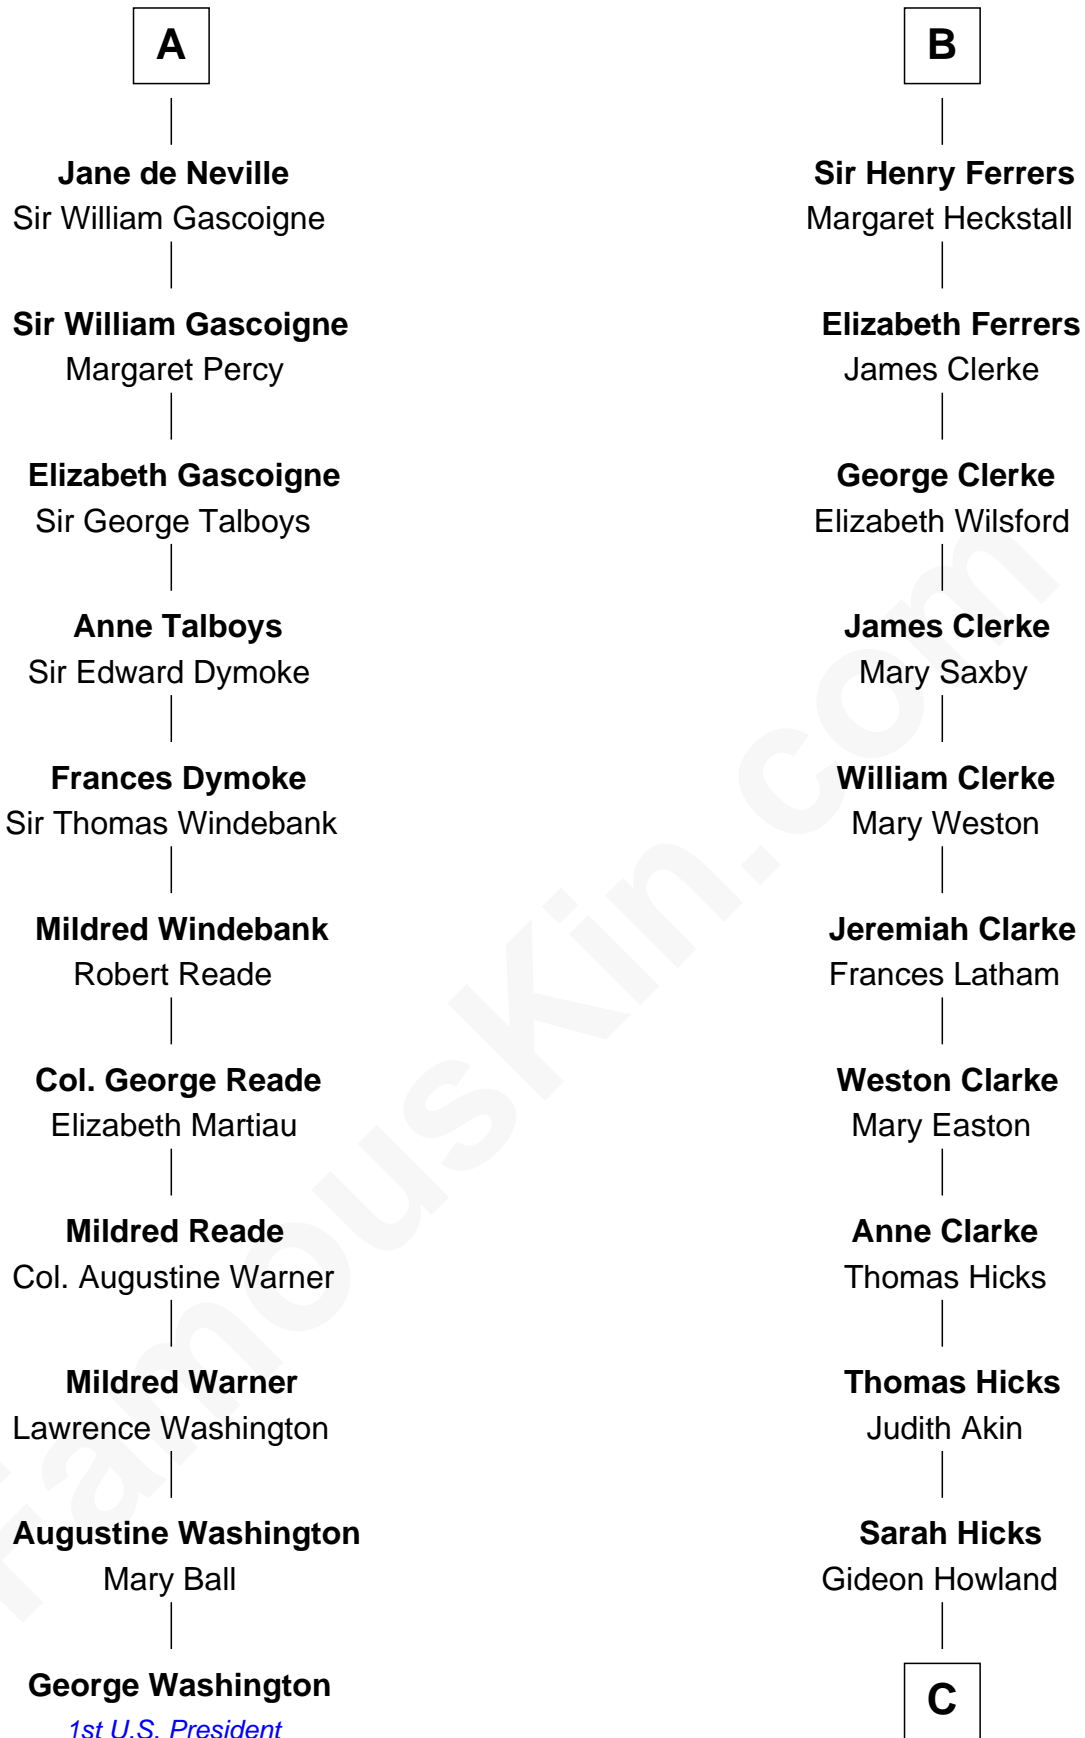 A
Jane de Neville
Sir William Gascoigne
Sir William Gascoigne
Margaret Percy
Elizabeth Gascoigne
Sir George Talboys
Anne Talboys
Sir Edward Dymoke
Frances Dymoke
Sir Thomas Windebank
Mildred Windebank
Robert Reade
Col. George Reade
Elizabeth Martiau
Mildred Reade
Col. Augustine Warner
Mildred Warner
Lawrence Washington
Augustine Washington
Mary Ball
George Washington
1st U.S. President
B
Sir Henry Ferrers
Margaret Heckstall
Elizabeth Ferrers
James Clerke
George Clerke
Elizabeth Wilsford
James Clerke
Mary Saxby
William Clerke
Mary Weston
Jeremiah Clarke
Frances Latham
Weston Clarke
Mary Easton
Anne Clarke
Thomas Hicks
Thomas Hicks
Judith Akin
Sarah Hicks
Gideon Howland
C
FamousKin.com